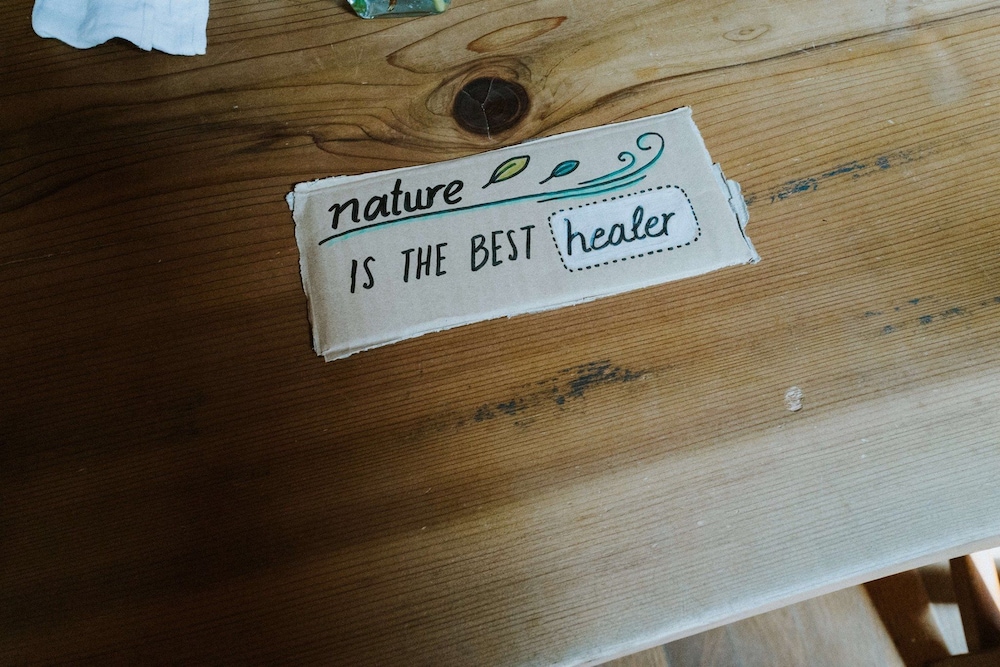 nature
IS THE BEST healer